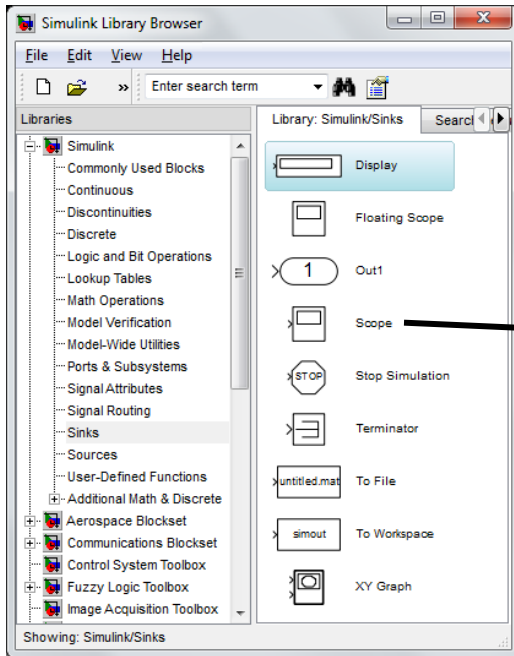 Simulink Library Browser
File Edit View Help
» Enter search term
Libraries
Library: Simulink/Sinks
Simulink
Commonly Used Blocks
Continuous
Discontinuities
Discrete
Logic and Bit Operations
Lookup Tables
Math Operations
Model Verification
Model-Wide Utilities
Ports & Subsystems
Signal Attributes
Signal Routing
Sinks
Sources
User-Defined Functions
Additional Math & Discrete
Aerospace Blockset
Communications Blockset
Control System Toolbox
Fuzzy Logic Toolbox
Image Acquisition Toolbox
Display
Floating Scope
1 Out1
Scope
STOP Stop Simulation
Terminator
untitled.mat To File
simout To Workspace
XY Graph
Showing: Simulink/Sinks